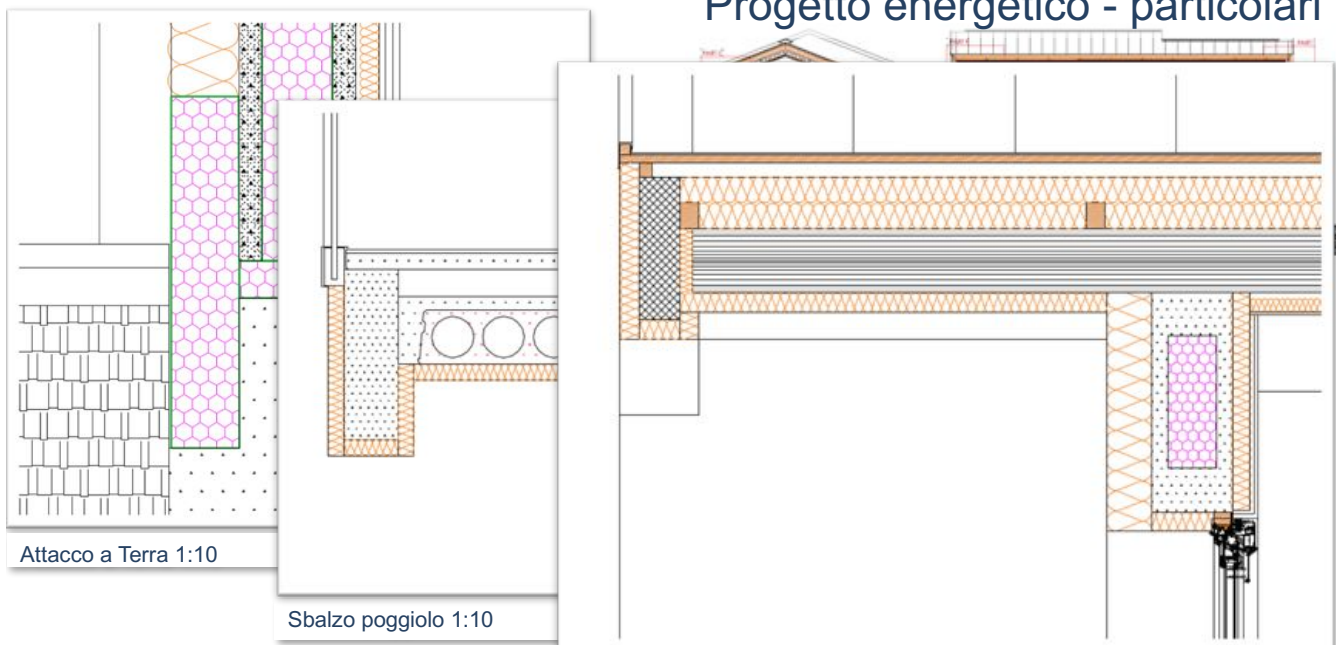 Progetto energetico - particolari
Attacco a Terra 1:10
Sbalzo poggiolo 1:10